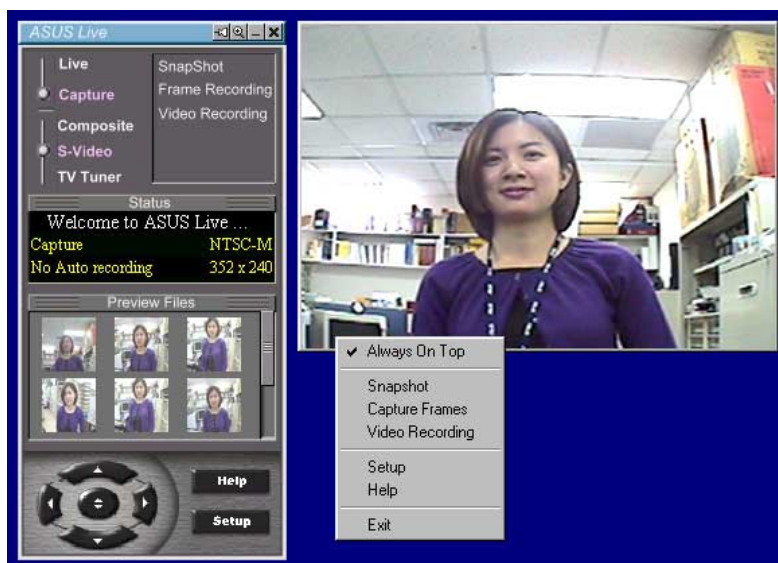 ASUS Live
Live
Capture
Composite
S-Video
TV Tuner
SnapShot
Frame Recording
Video Recording
Status
Welcome to ASUS Live ...
Capture NTSC-M
No Auto recording 352 x 240
Preview Files
Help
Setup
Always On Top
Snapshot
Capture Frames
Video Recording
Setup
Help
Exit